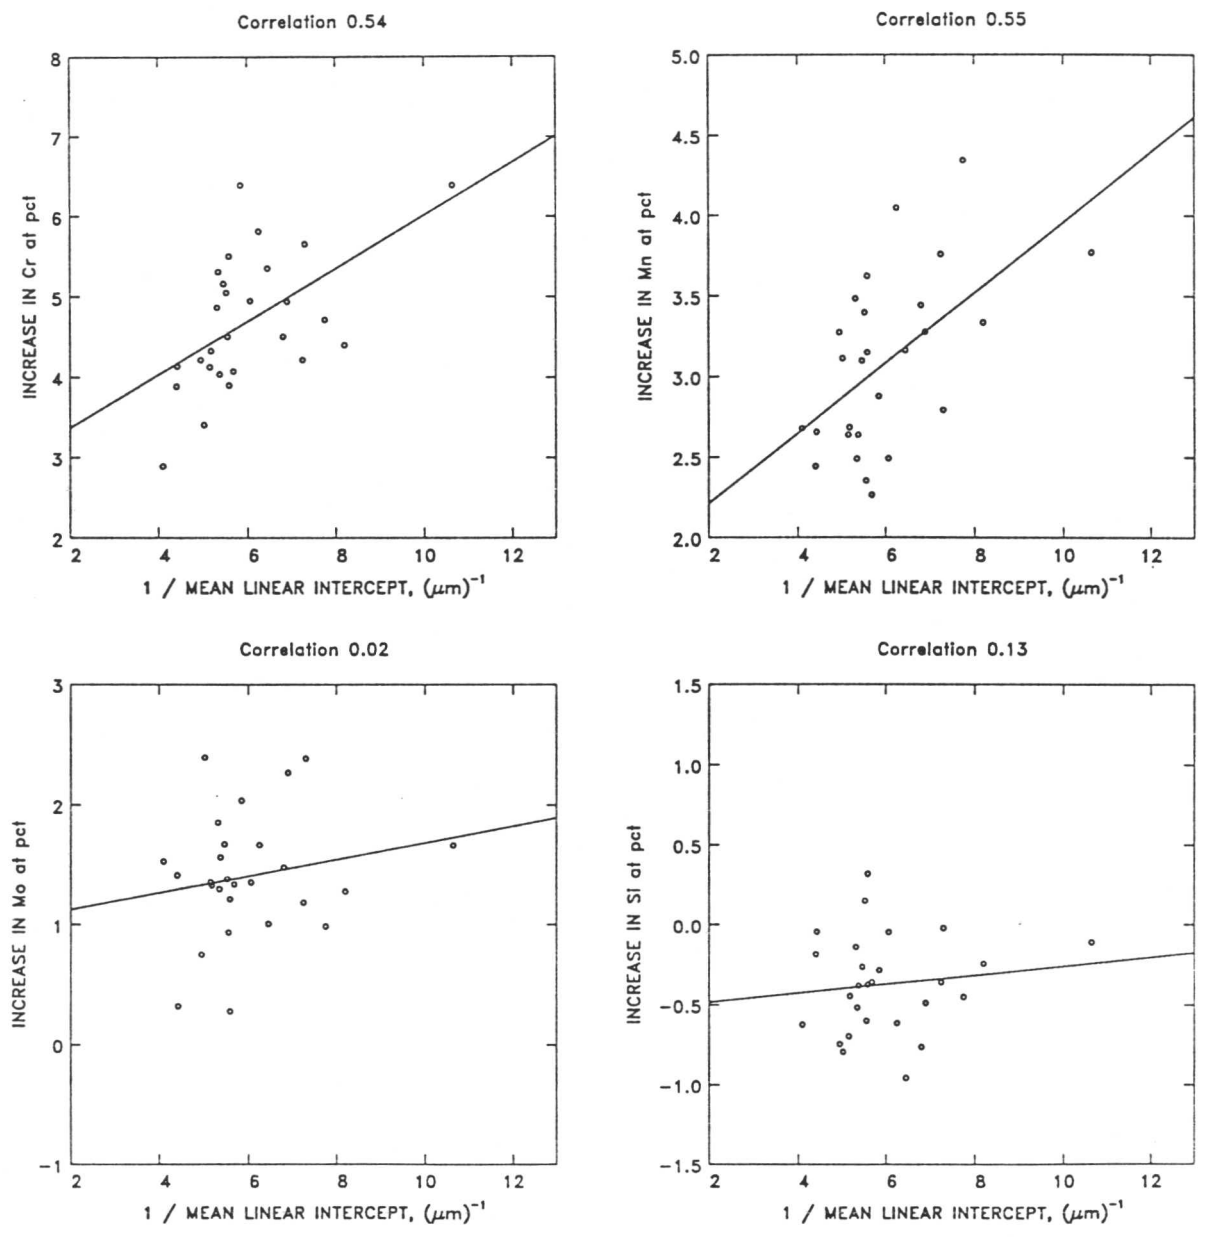 Correlation 0.54
8
7
6
5
4
3
2
INCREASE IN Cr at pct
2 4 6 8 10 12
1 / MEAN LINEAR INTERCEPT, (μm)⁻¹
Correlation 0.55
5.0
4.5
4.0
3.5
3.0
2.5
2.0
INCREASE IN Mn at pct
2 4 6 8 10 12
1 / MEAN LINEAR INTERCEPT, (μm)⁻¹
Correlation 0.02
3
2
1
0
−1
INCREASE IN Mo at pct
2 4 6 8 10 12
1 / MEAN LINEAR INTERCEPT, (μm)⁻¹
Correlation 0.13
1.5
1.0
0.5
0.0
−0.5
−1.0
−1.5
INCREASE IN Si at pct
2 4 6 8 10 12
1 / MEAN LINEAR INTERCEPT, (μm)⁻¹